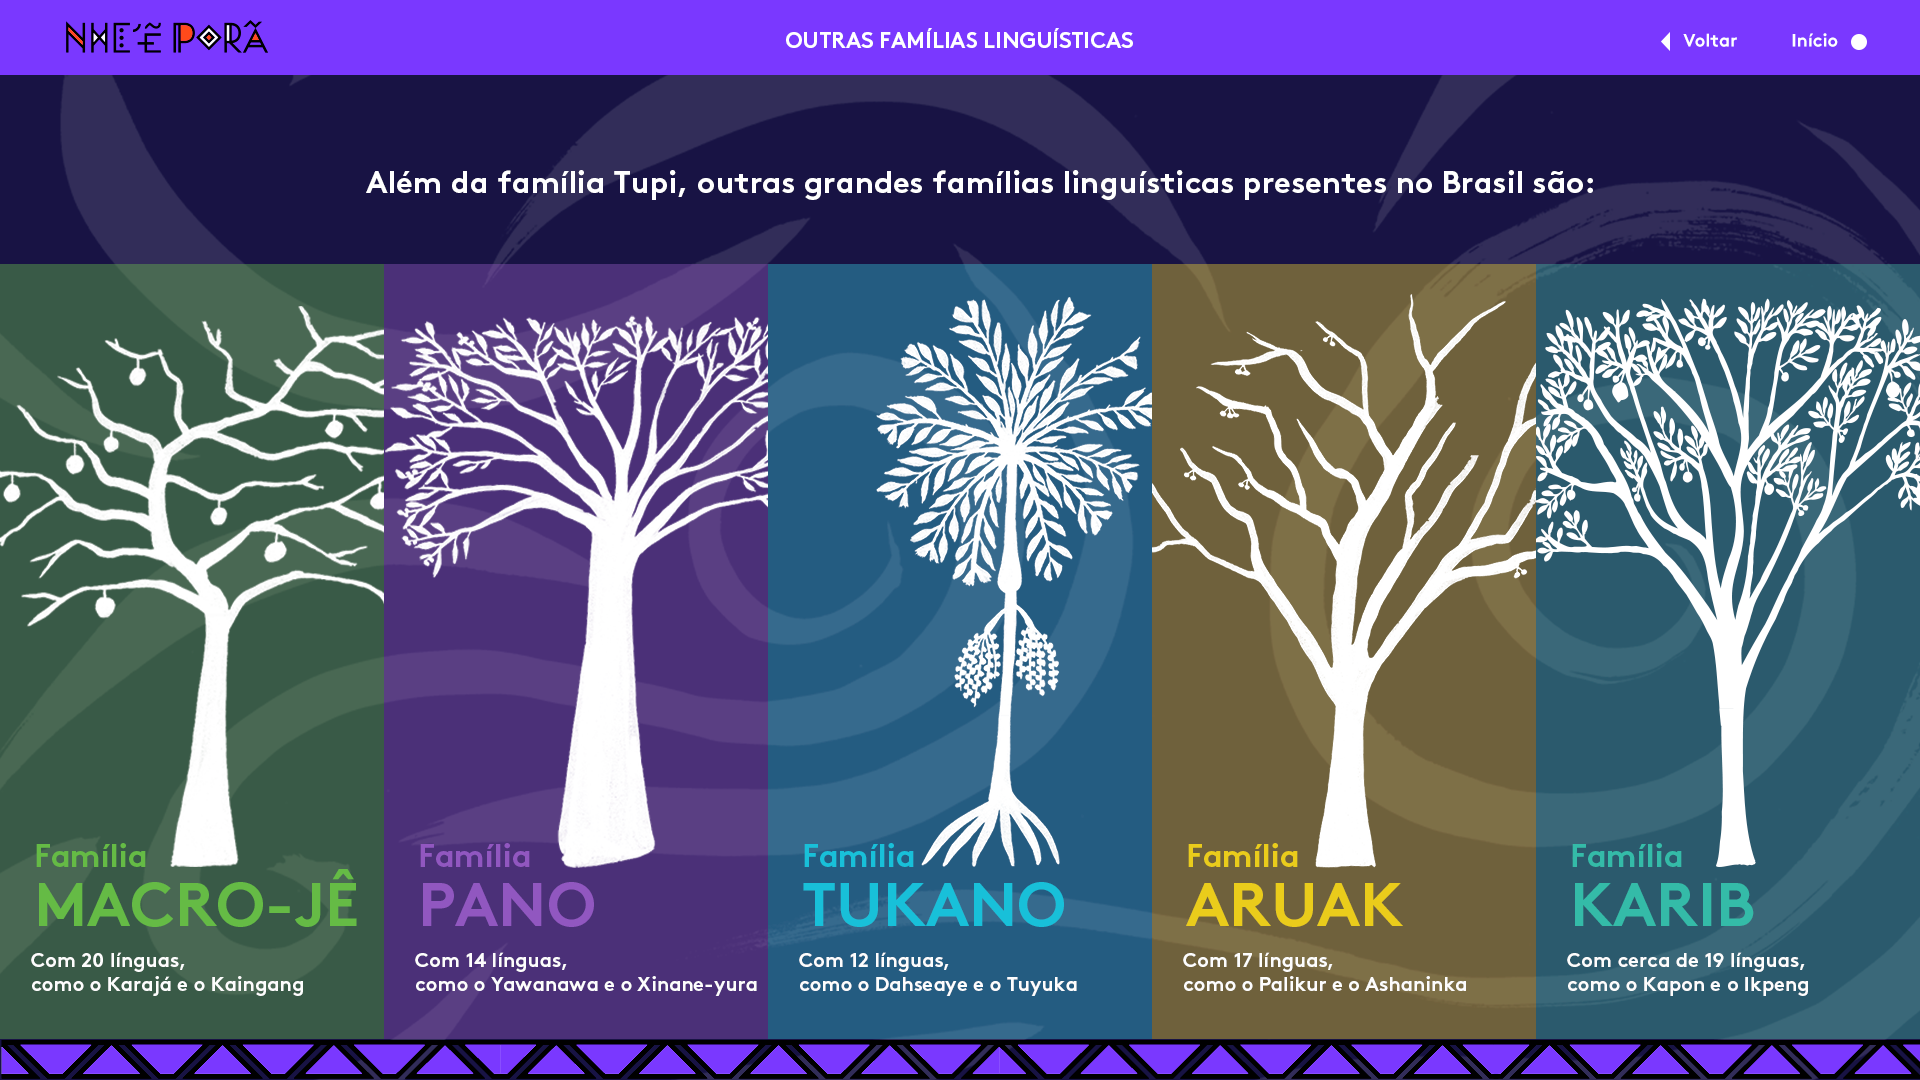 NHE'Ẽ PORÃ
OUTRAS FAMÍLIAS LINGUÍSTICAS
Voltar
Início
Além da família Tupi, outras grandes famílias linguísticas presentes no Brasil são:
Família
MACRO-JÊ
Com 20 línguas,
como o Karajá e o Kaingang
Família
PANO
Com 14 línguas,
como o Yawanawa e o Xinane-yura
Família
TUKANO
Com 12 línguas,
como o Dahseaye e o Tuyuka
Família
ARUAK
Com 17 línguas,
como o Palikur e o Ashaninka
Família
KARIB
Com cerca de 19 línguas,
como o Kapon e o Ikpeng